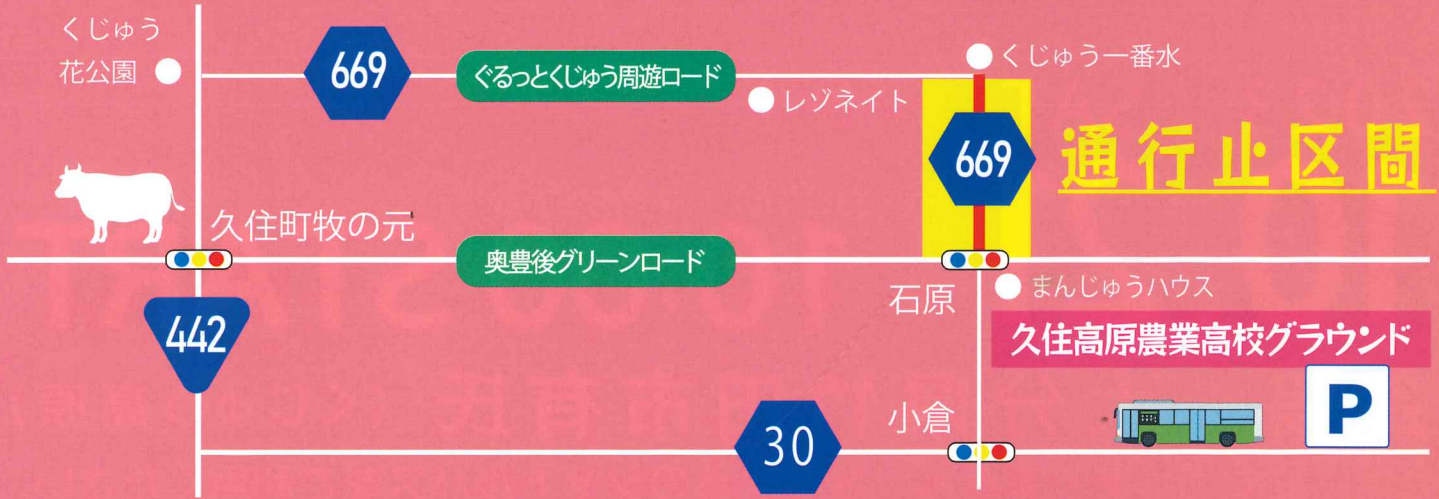 くじゅう
花公園
669
ぐるっとくじゅう周遊ロード
くじゅう一番水
レゾネイト
669
通行止区間
久住町牧の元
奥豊後グリーンロード
石原
まんじゅうハウス
442
久住高原農業高校グラウンド
小倉
P
30